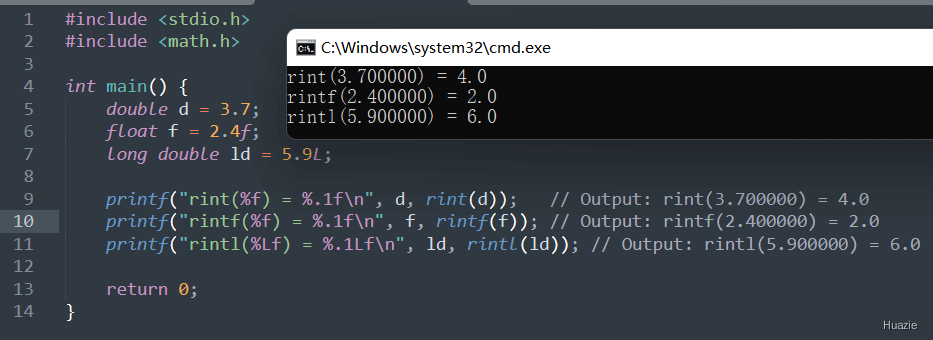 1 #include <stdio.h>
2 #include <math.h>
3
4 int main() {
5 double d = 3.7;
6 float f = 2.4f;
7 long double ld = 5.9L;
8
9 printf("rint(%f) = %.1f\n", d, rint(d)); // Output: rint(3.700000) = 4.0
10 printf("rintf(%f) = %.1f\n", f, rintf(f)); // Output: rintf(2.400000) = 2.0
11 printf("rintl(%Lf) = %.1Lf\n", ld, rintl(ld)); // Output: rintl(5.900000) = 6.0
12
13 return 0;
14 }
C:\Windows\system32\cmd.exe
rint(3.700000) = 4.0
rintf(2.400000) = 2.0
rintl(5.900000) = 6.0
Huazie